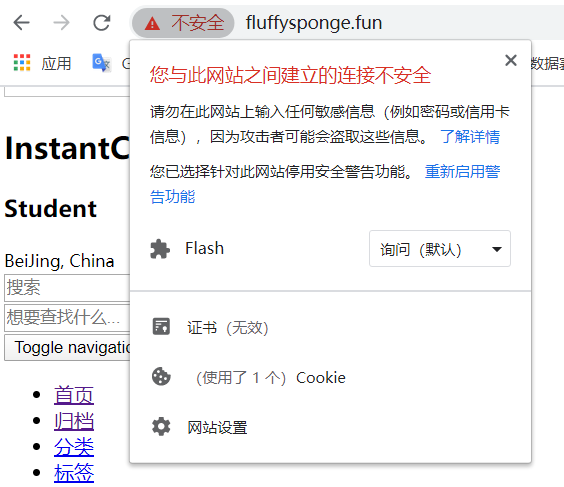 不安全 fluffysponge.fun
应用 G 数据
您与此网站之间建立的连接不安全
请勿在此网站上输入任何敏感信息（例如密码或信用卡
信息），因为攻击者可能会盗取这些信息。 了解详情
您已选择针对此网站停用安全警告功能。 重新启用警
告功能
Flash 询问（默认）
证书（无效）
（使用了 1 个）Cookie
网站设置
InstantC
Student
BeiJing, China
搜索
想要查找什么...
Toggle navigatio
首页
归档
分类
标签